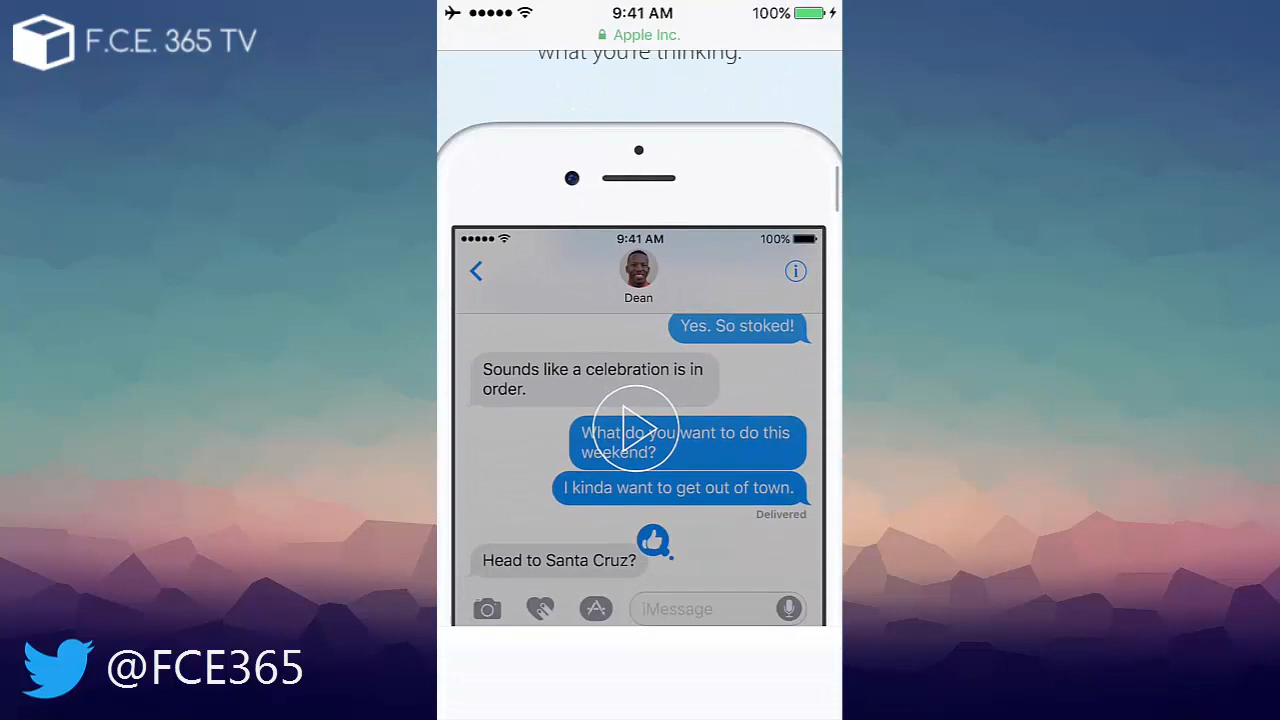 F.C.E. 365 TV
9:41 AM
100%
Apple Inc.
what you're thinking.
9:41 AM
100%
Dean
Yes. So stoked!
Sounds like a celebration is in
order.
What do you want to do this
weekend?
I kinda want to get out of town.
Delivered
Head to Santa Cruz?
iMessage
@FCE365